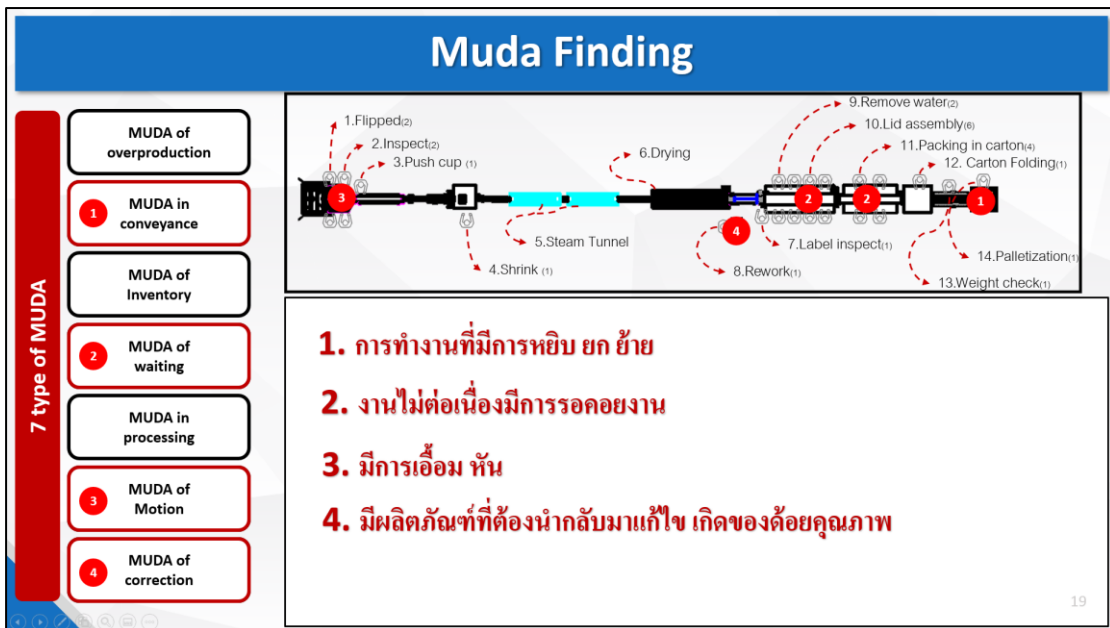 Muda Finding
7 type of MUDA
MUDA of
overproduction
1
MUDA in
conveyance
MUDA of
Inventory
2
MUDA of
waiting
MUDA in
processing
3
MUDA of
Motion
4
MUDA of
correction
1.Flipped(2)
2.Inspect(2)
3.Push cup (1)
4.Shrink (1)
5.Steam Tunnel
6.Drying
7.Label inspect(1)
8.Rework(1)
9.Remove water(2)
10.Lid assembly(6)
11.Packing in carton(4)
12. Carton Folding(1)
13.Weight check(1)
14.Palletization(1)
3
4
2
2
1
1. การทำงานที่มีการหยิบ ยก ย้าย
2. งานไม่ต่อเนื่องมีการรอคอยงาน
3. มีการเอื้อม หัน
4. มีผลิตภัณฑ์ที่ต้องนำกลับมาแก้ไข เกิดของด้อยคุณภาพ
19